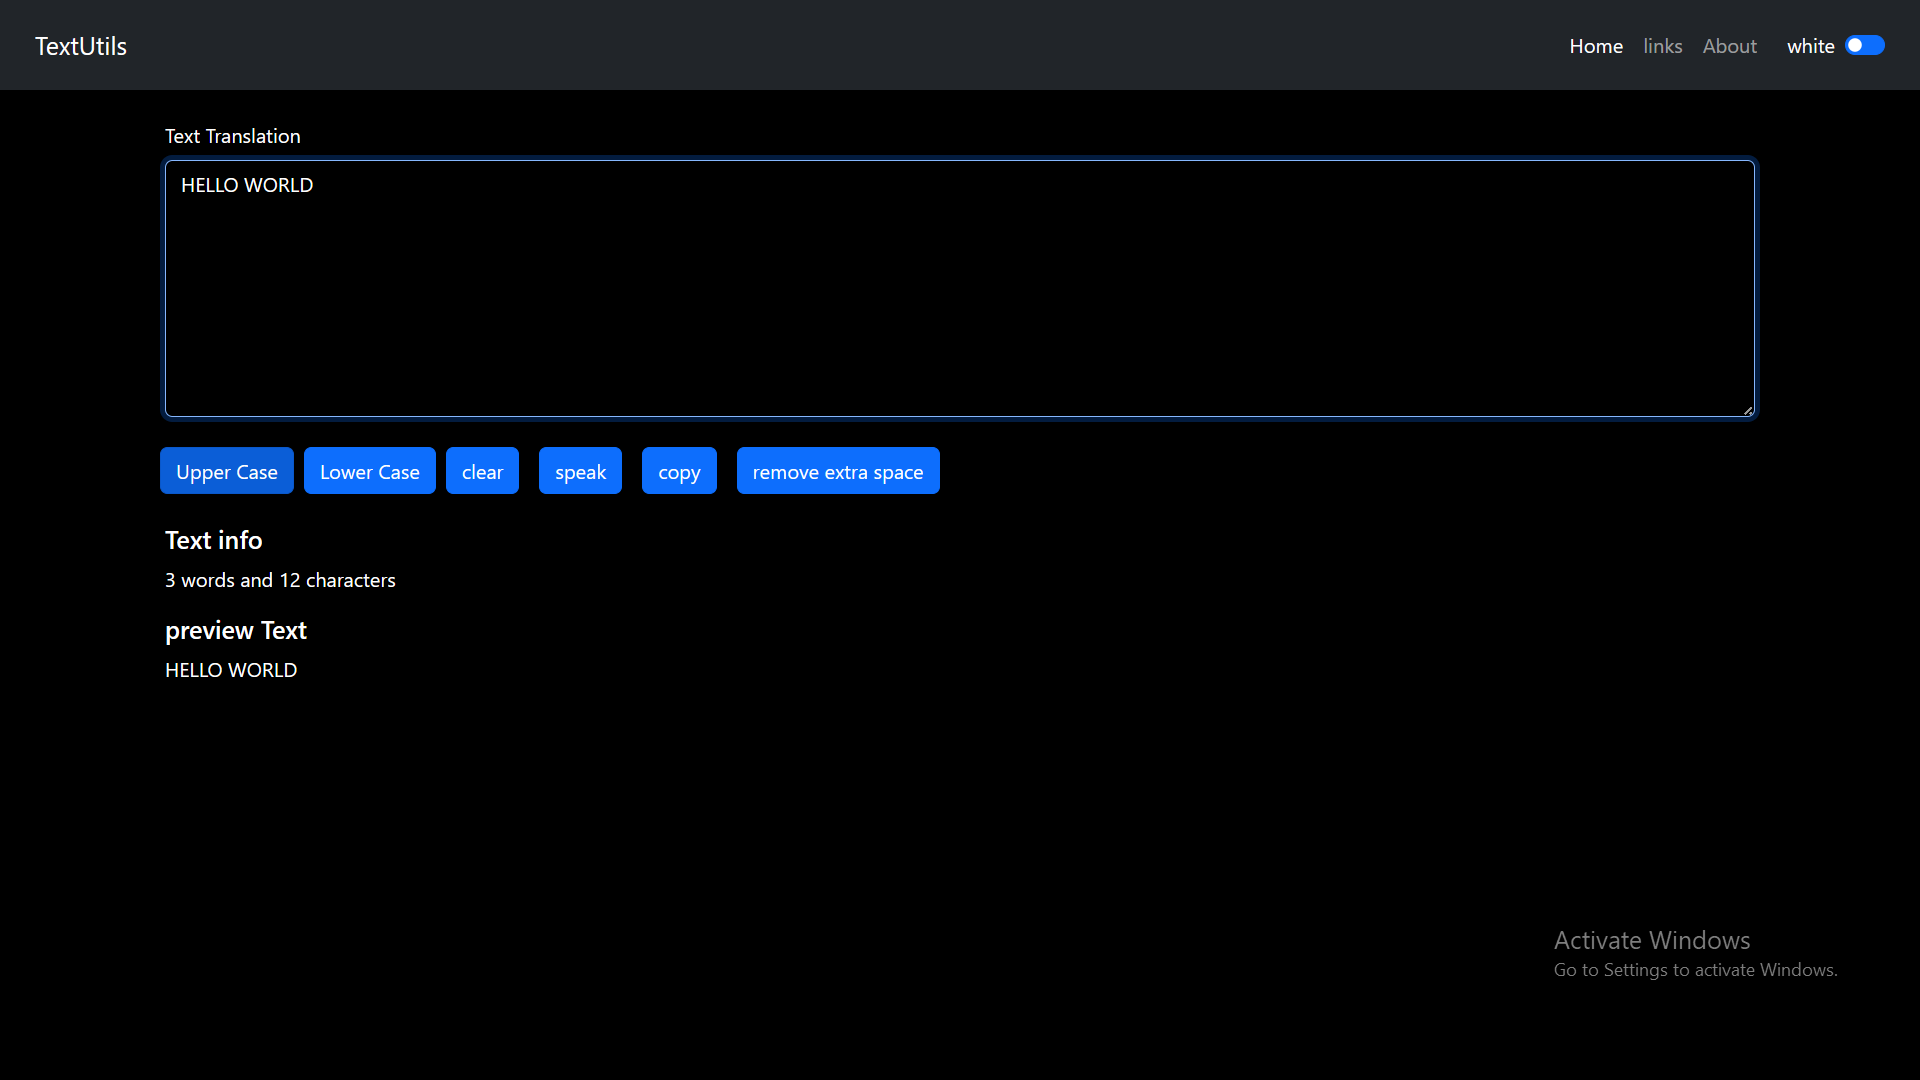 TextUtils
Home links About white
Text Translation
HELLO WORLD
Upper Case Lower Case clear speak copy remove extra space
Text info
3 words and 12 characters
preview Text
HELLO WORLD
Activate Windows
Go to Settings to activate Windows.